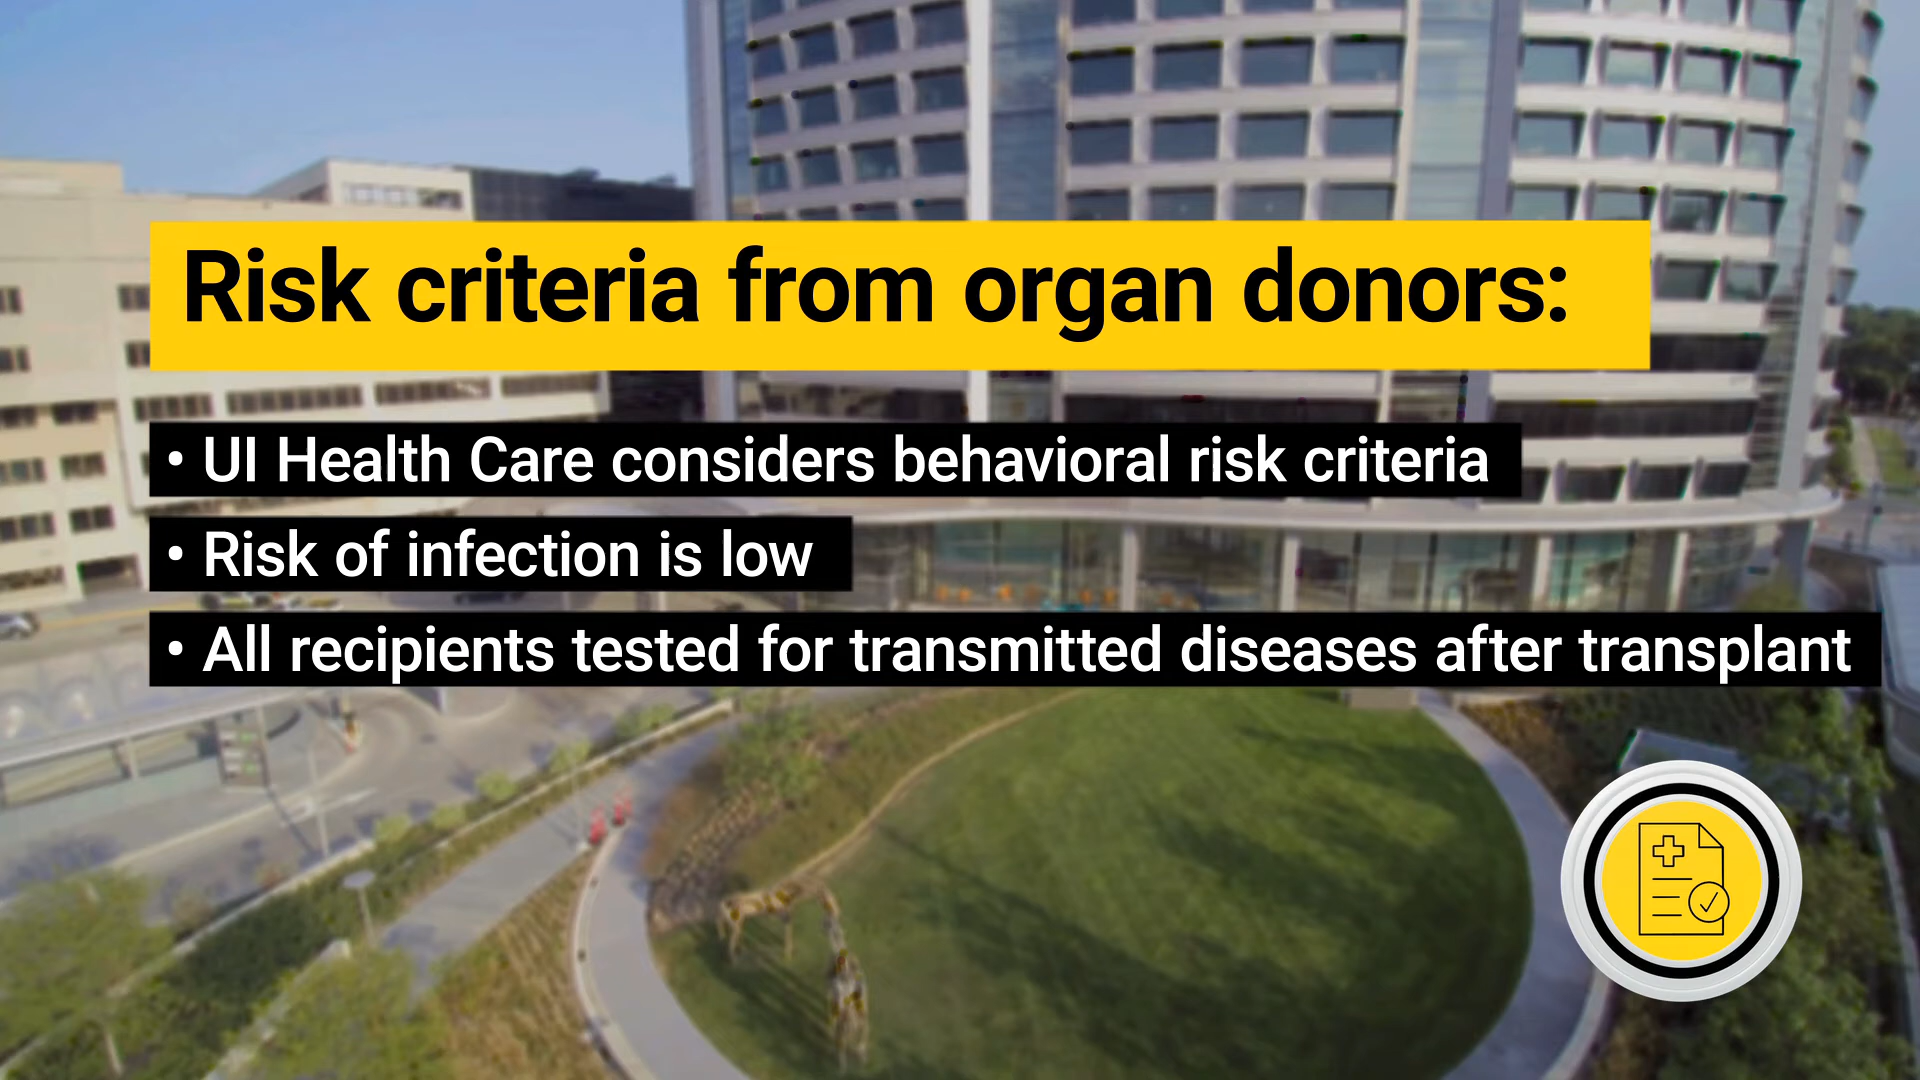 Risk criteria from organ donors:
• UI Health Care considers behavioral risk criteria
• Risk of infection is low
• All recipients tested for transmitted diseases after transplant